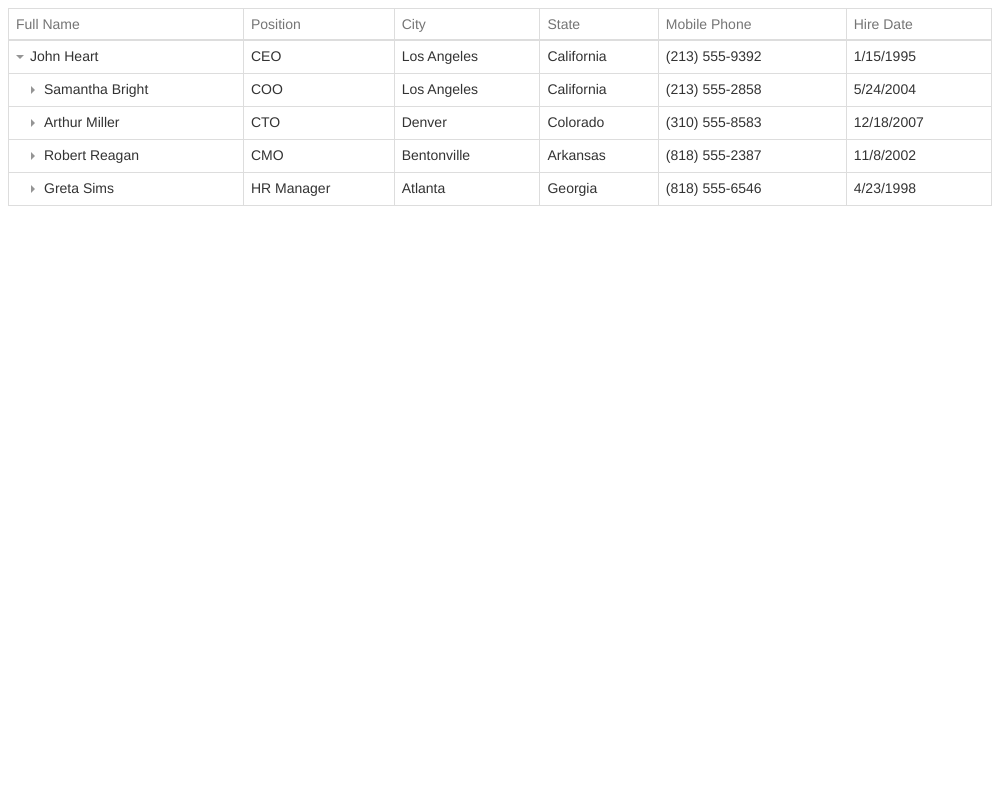 Full Name Position City State Mobile Phone Hire Date
John Heart CEO Los Angeles California (213) 555-9392 1/15/1995
Samantha Bright COO Los Angeles California (213) 555-2858 5/24/2004
Arthur Miller CTO Denver Colorado (310) 555-8583 12/18/2007
Robert Reagan CMO Bentonville Arkansas (818) 555-2387 11/8/2002
Greta Sims HR Manager Atlanta Georgia (818) 555-6546 4/23/1998